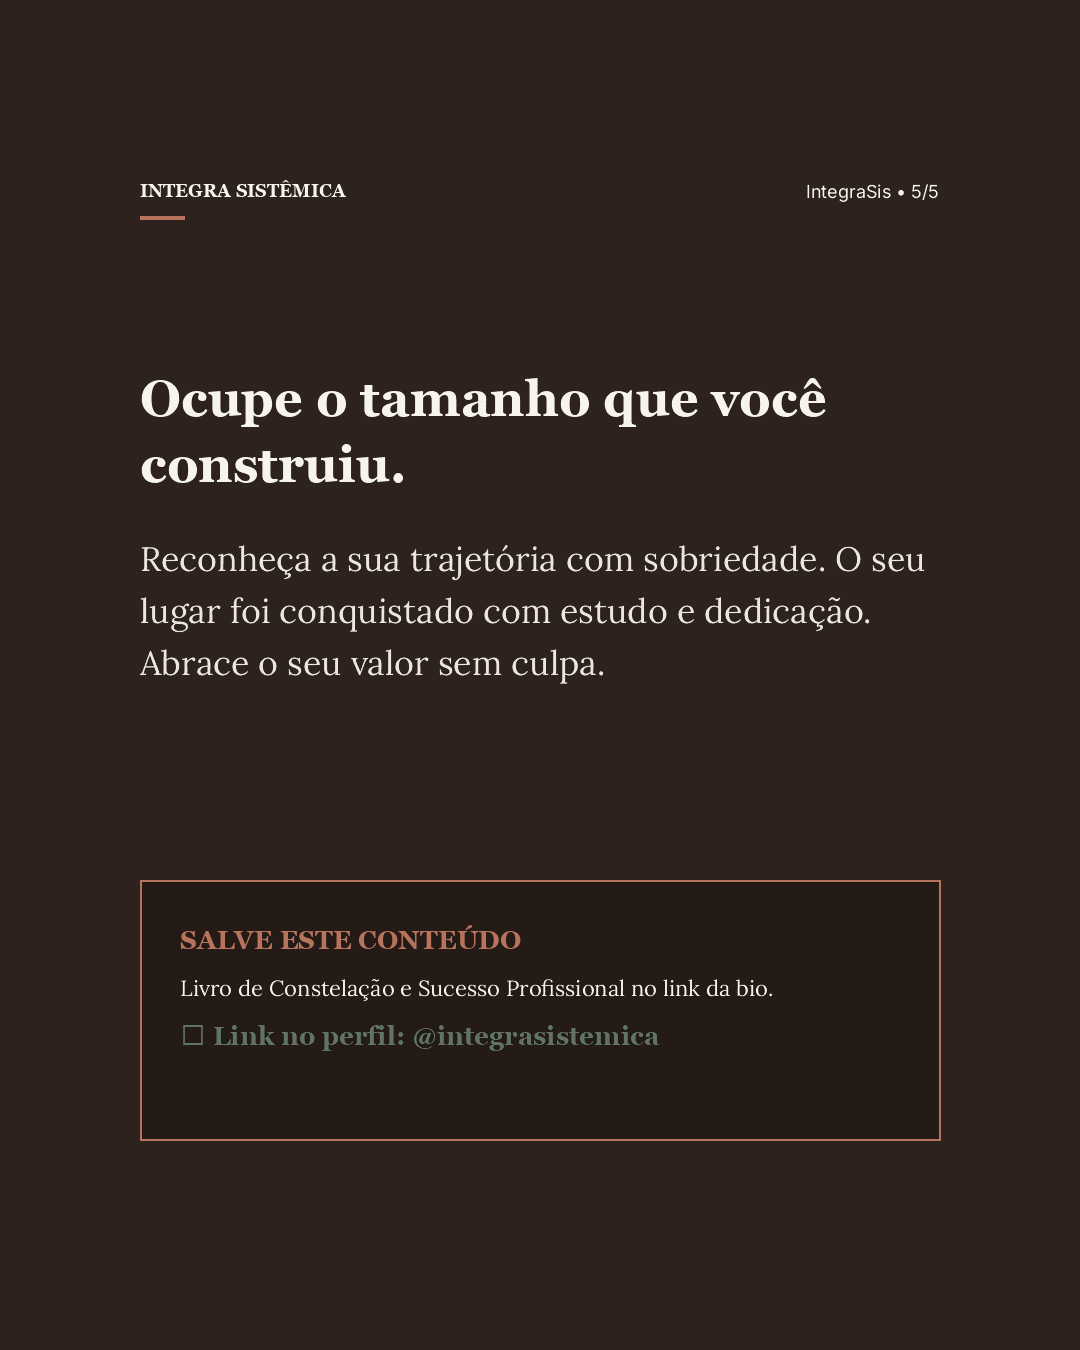 INTEGRA SISTÊMICA
IntegraSis • 5/5
Ocupe o tamanho que você
construiu.
Reconheça a sua trajetória com sobriedade. O seu
lugar foi conquistado com estudo e dedicação.
Abrace o seu valor sem culpa.
SALVE ESTE CONTEÚDO
Livro de Constelação e Sucesso Profissional no link da bio.
☐ Link no perfil: @integrasistemica